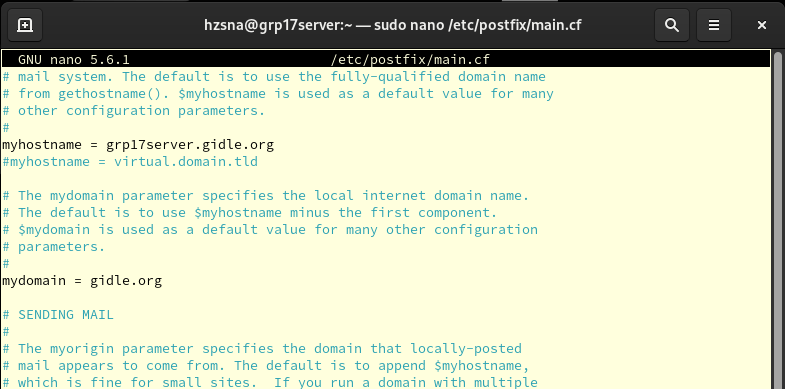 hzsna@grp17server:~ — sudo nano /etc/postfix/main.cf
GNU nano 5.6.1 /etc/postfix/main.cf
# mail system. The default is to use the fully-qualified domain name
# from gethostname(). $myhostname is used as a default value for many
# other configuration parameters.
#
myhostname = grp17server.gidle.org
#myhostname = virtual.domain.tld
# The mydomain parameter specifies the local internet domain name.
# The default is to use $myhostname minus the first component.
# $mydomain is used as a default value for many other configuration
# parameters.
#
mydomain = gidle.org
# SENDING MAIL
#
# The myorigin parameter specifies the domain that locally-posted
# mail appears to come from. The default is to append $myhostname,
# which is fine for small sites.  If you run a domain with multiple